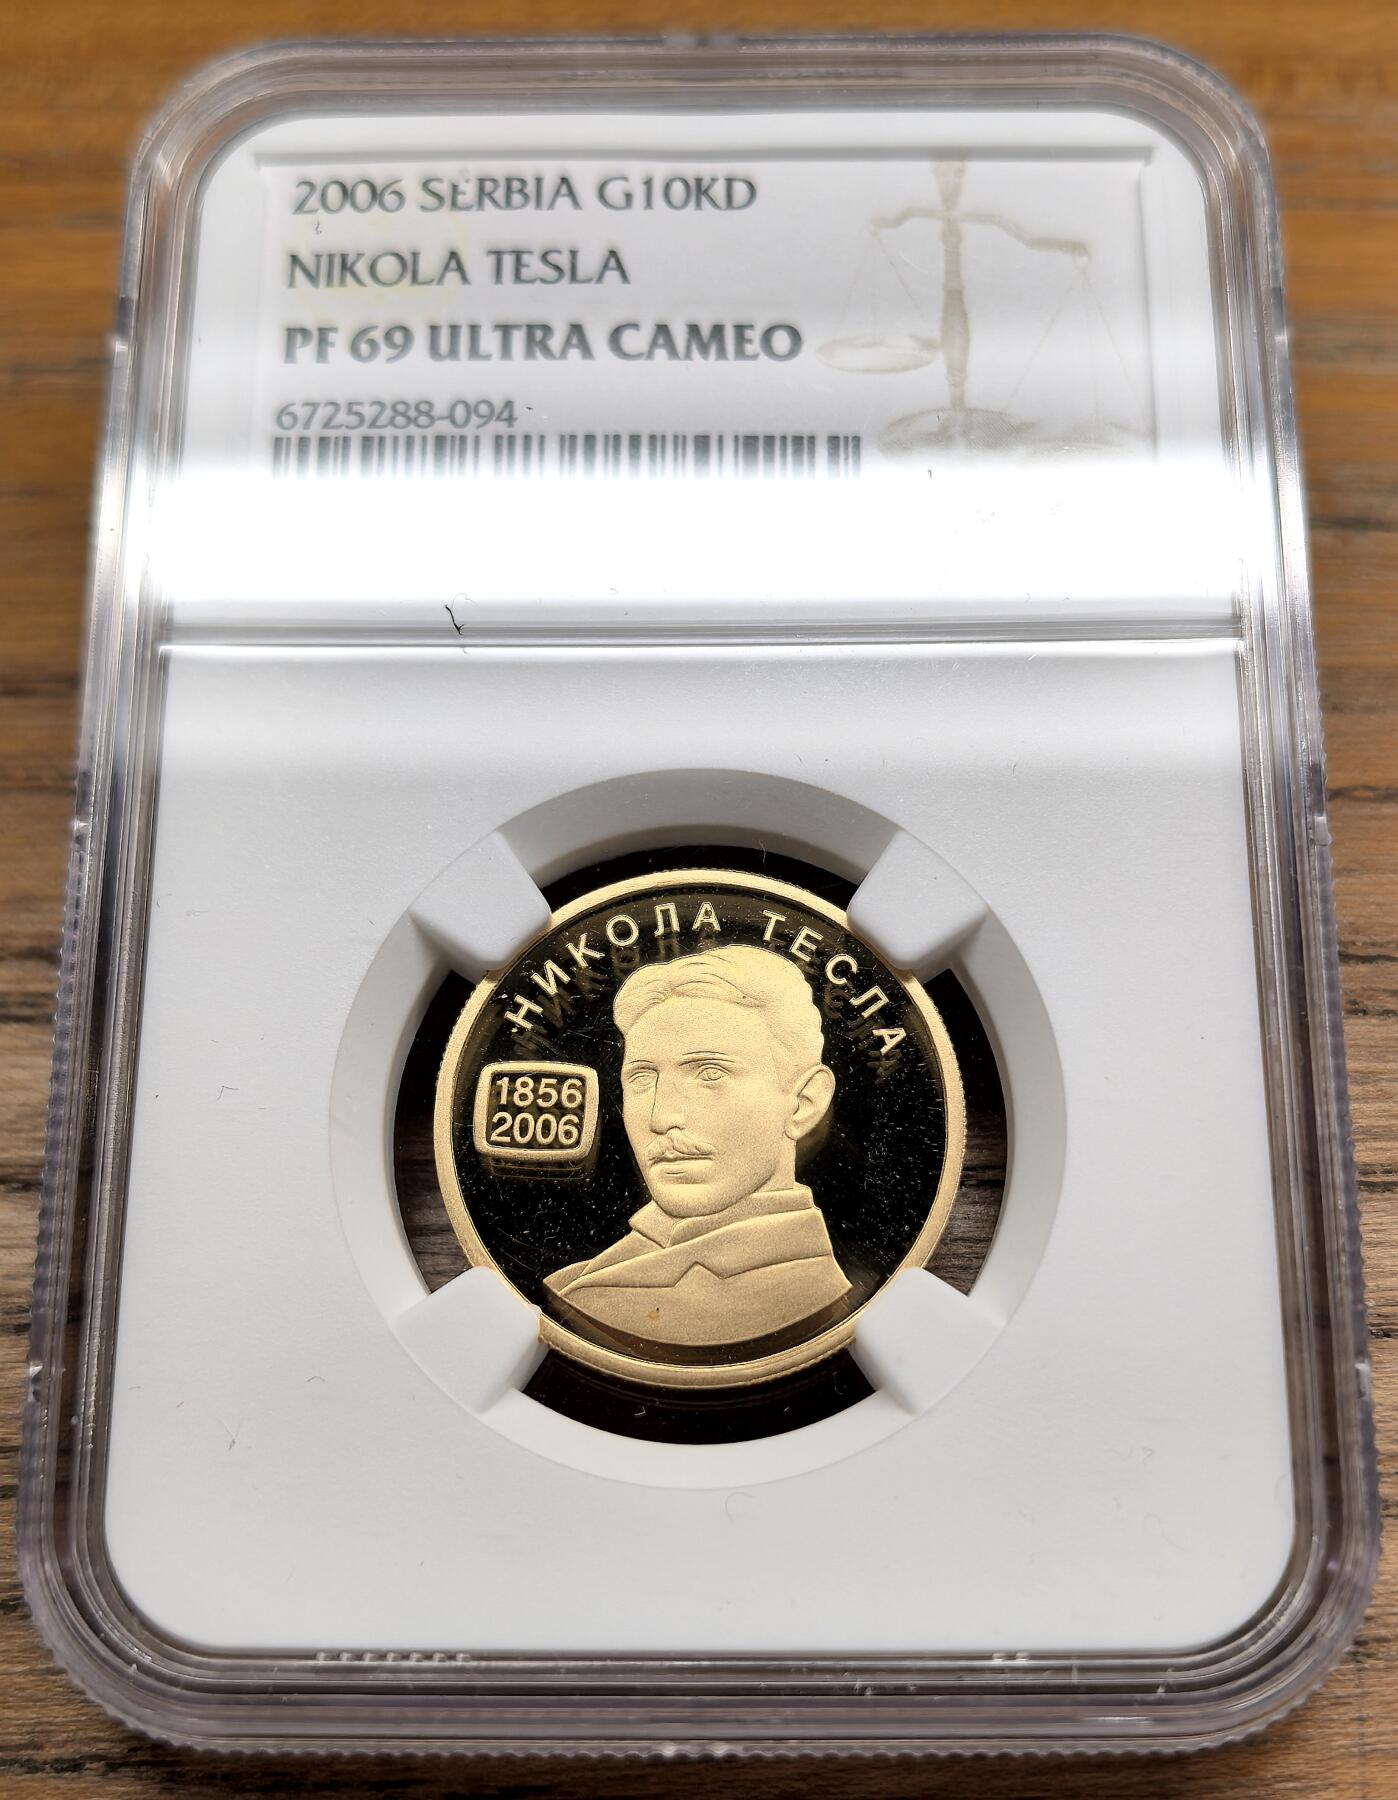 2006 SERBIA G10KD
NIKOLA TESLA
PF 69 ULTRA CAMEO
6725288-094
НИКОЛА ТЕСЛА
1856
2006